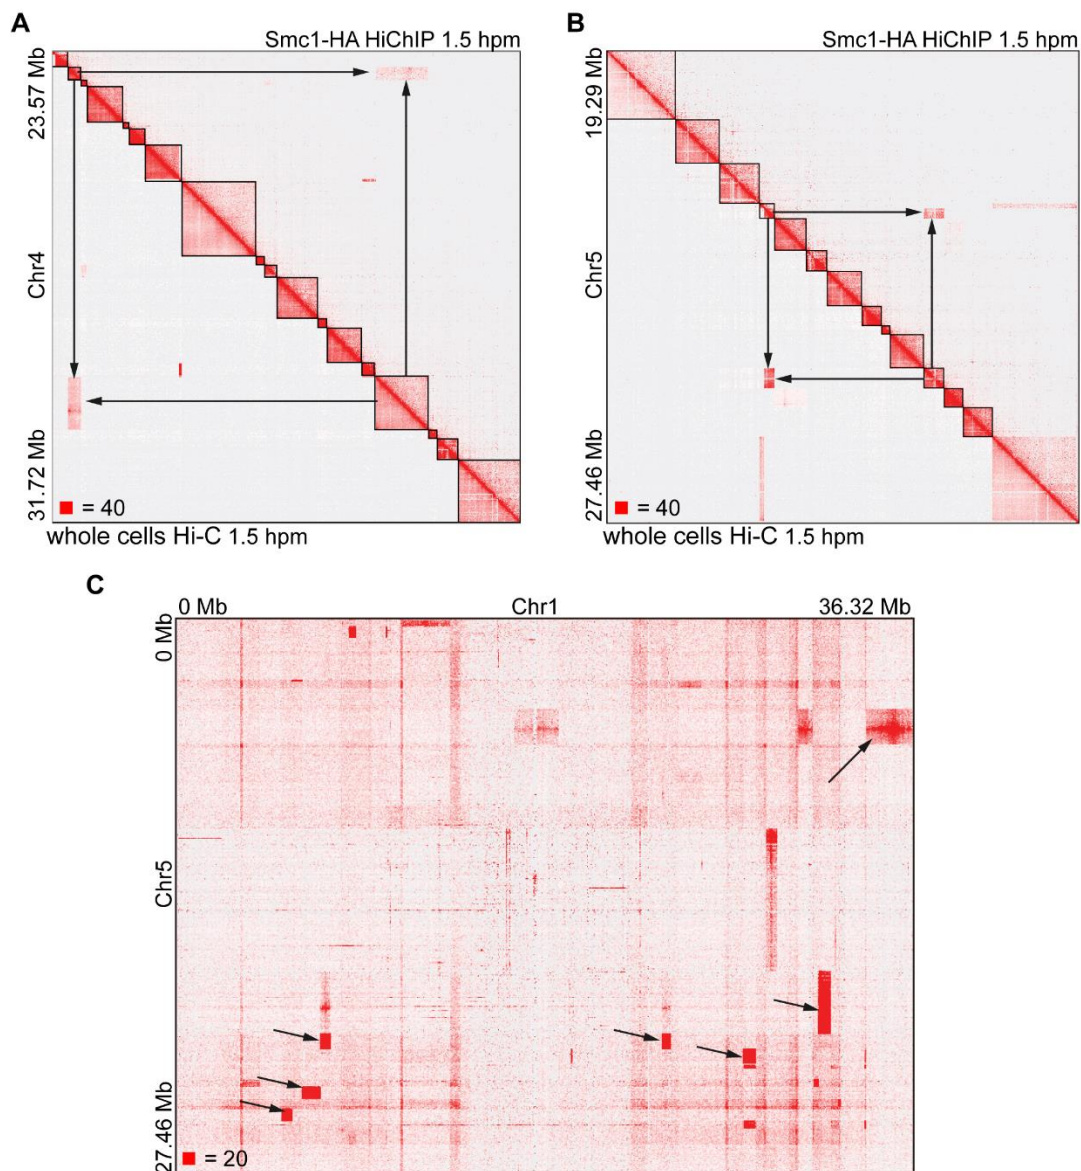 A
Smc1-HA HiChIP 1.5 hpm
23.57 Mb
Chr4
31.72 Mb
= 40
whole cells Hi-C 1.5 hpm
B
Smc1-HA HiChIP 1.5 hpm
19.29 Mb
Chr5
27.46 Mb
= 40
whole cells Hi-C 1.5 hpm
C
0 Mb Chr1 36.32 Mb
0 Mb
Chr5
27.46 Mb
= 20